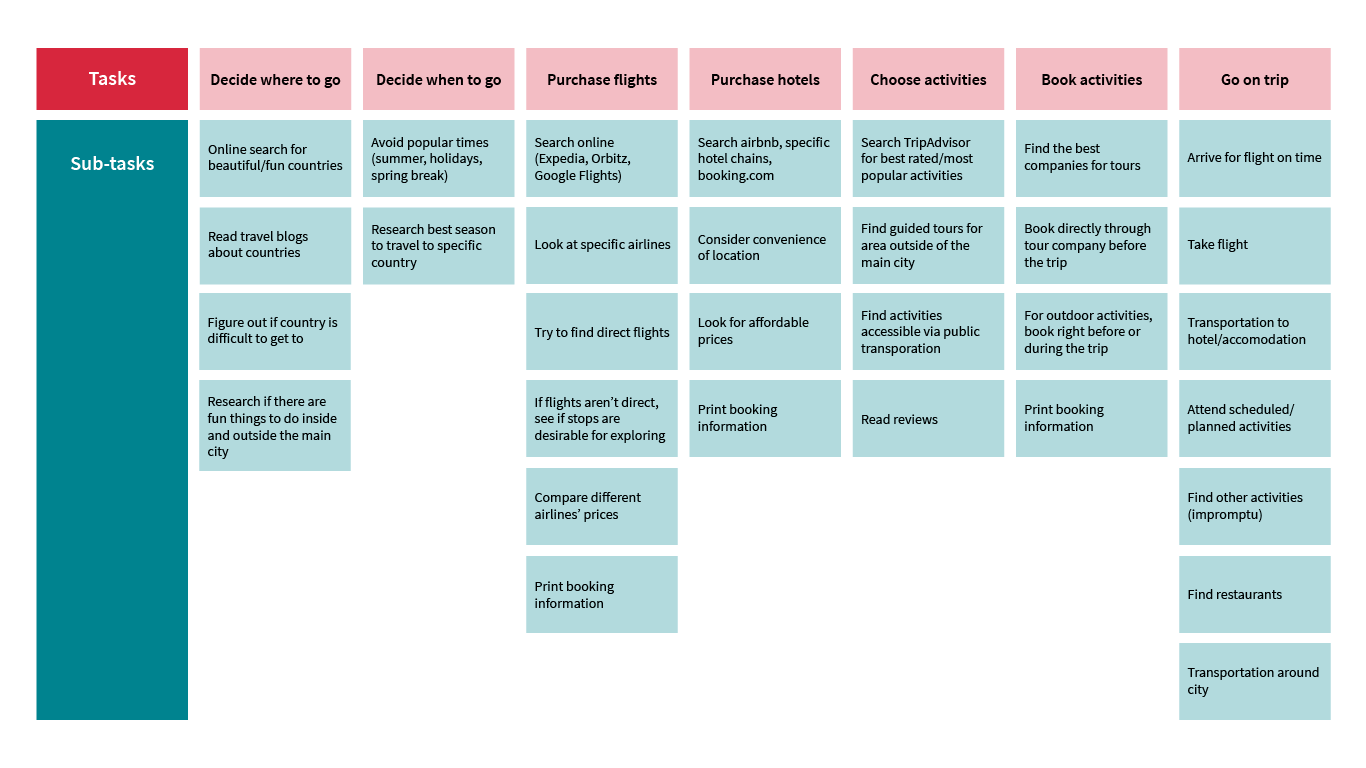 Tasks
Decide where to go
Decide when to go
Purchase flights
Purchase hotels
Choose activities
Book activities
Go on trip
Sub-tasks
Online search for
beautiful/fun countries
Avoid popular times
(summer, holidays,
spring break)
Search online
(Expedia, Orbitz,
Google Flights)
Search airbnb, specific
hotel chains,
booking.com
Search TripAdvisor
for best rated/most
popular activities
Find the best
companies for tours
Arrive for flight on time
Read travel blogs
about countries
Research best season
to travel to specific
country
Look at specific airlines
Consider convenience
of location
Find guided tours for
area outside of the
main city
Book directly through
tour company before
the trip
Take flight
Figure out if country is
difficult to get to
Try to find direct flights
Look for affordable
prices
Find activities
accessible via public
transporation
For outdoor activities,
book right before or
during the trip
Transportation to
hotel/accomodation
Research if there are
fun things to do inside
and outside the main
city
If flights aren’t direct,
see if stops are
desirable for exploring
Print booking
information
Read reviews
Print booking
information
Attend scheduled/
planned activities
Compare different
airlines’ prices
Find other activities
(impromptu)
Print booking
information
Find restaurants
Transportation around
city